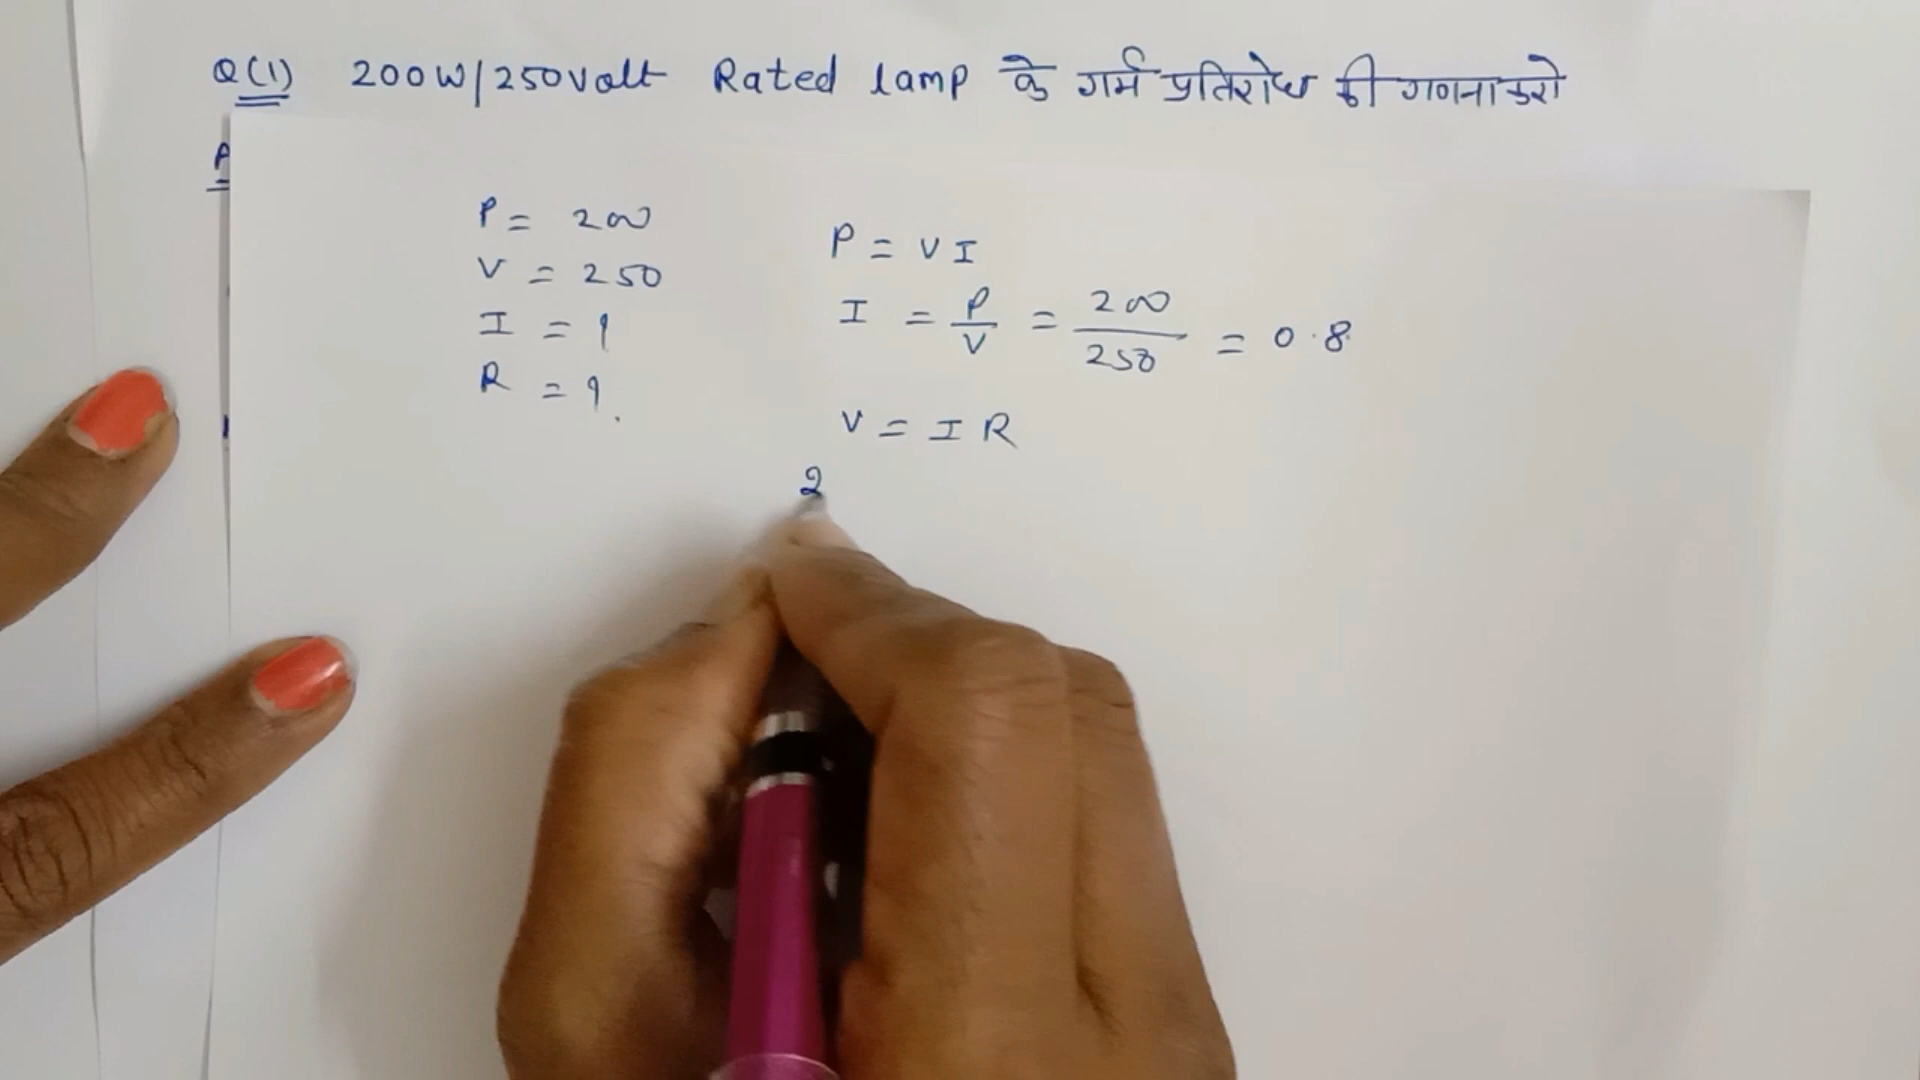 Q(1) 200W/250Volt Rated lamp के गर्म प्रतिरोध की गणना करो
A
P = 200
V = 250
I = ?
R = ?
P = VI
I = P/V = 200/250 = 0.8
V = IR
2